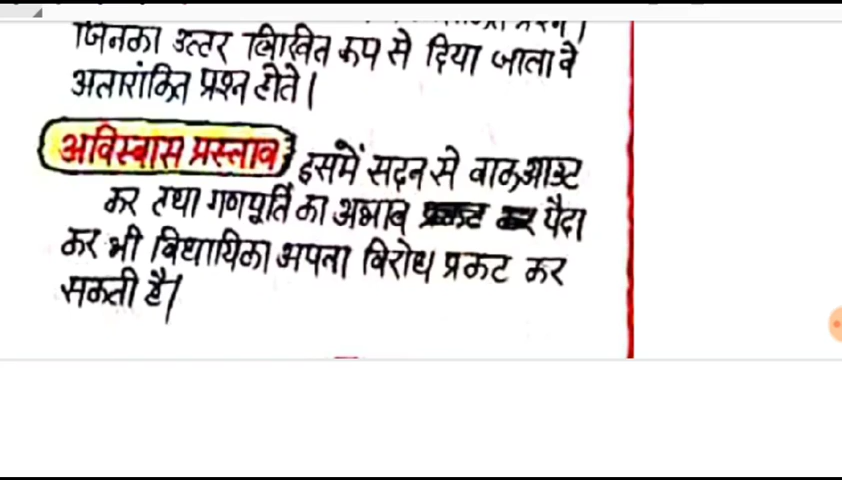 प्रश्न।
जिनका उत्तर लिखित रूप से दिया जाता वे
अतारांकित प्रश्न होते।
अविस्वास प्रस्ताव इसमें सदन से वाकआउट
कर तथा गणपूर्ति का अभाव पैदा
कर भी विधायिका अपना विरोध प्रकट कर
सकती है।